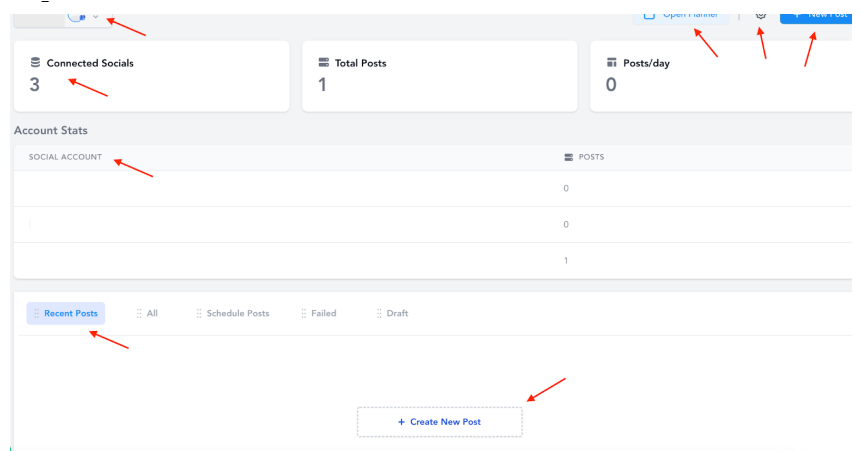 Open Planner
+ New Post
Connected Socials
3
Total Posts
1
Posts/day
0
Account Stats
SOCIAL ACCOUNT
POSTS
0
0
1
Recent Posts
All
Schedule Posts
Failed
Draft
+ Create New Post